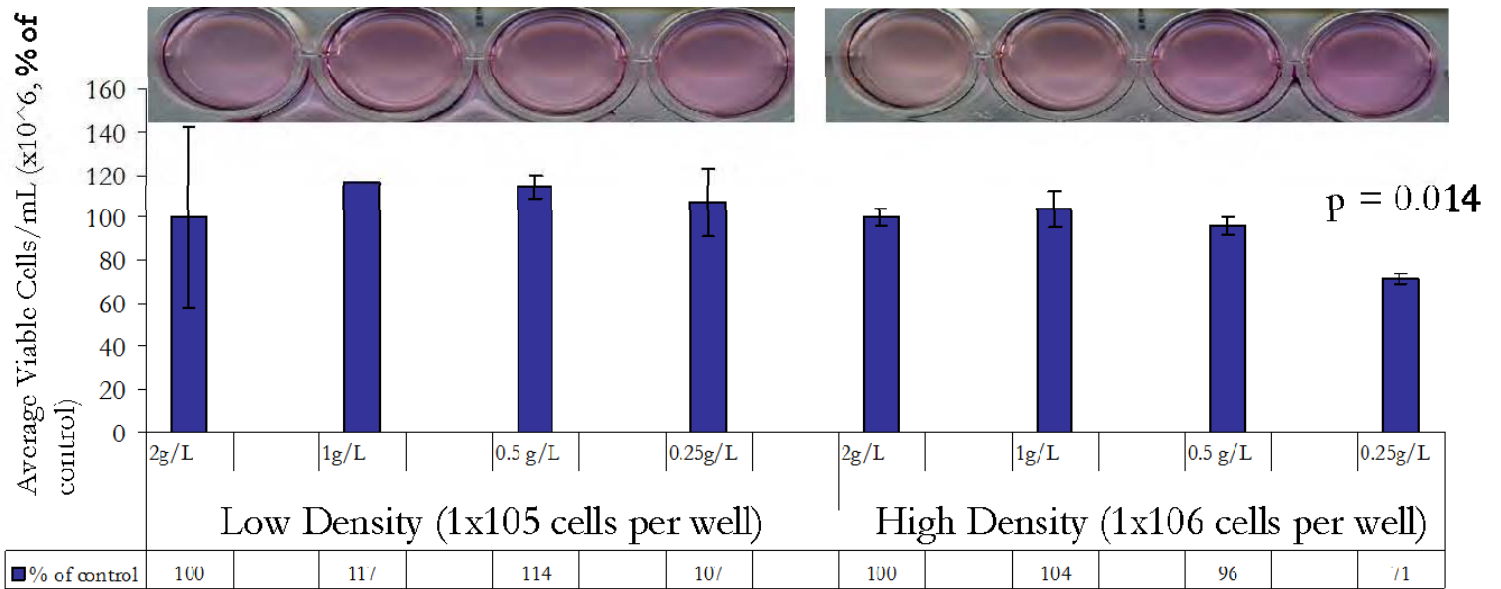 Average Viable Cells/mL (x10^6, % of
control)
160
140
120
100
80
60
40
20
0
p = 0.014
2g/L 1g/L 0.5 g/L 0.25g/L 2g/L 1g/L 0.5 g/L 0.25g/L
Low Density (1x105 cells per well) High Density (1x106 cells per well)
% of control 100 117 114 107 100 104 96 71